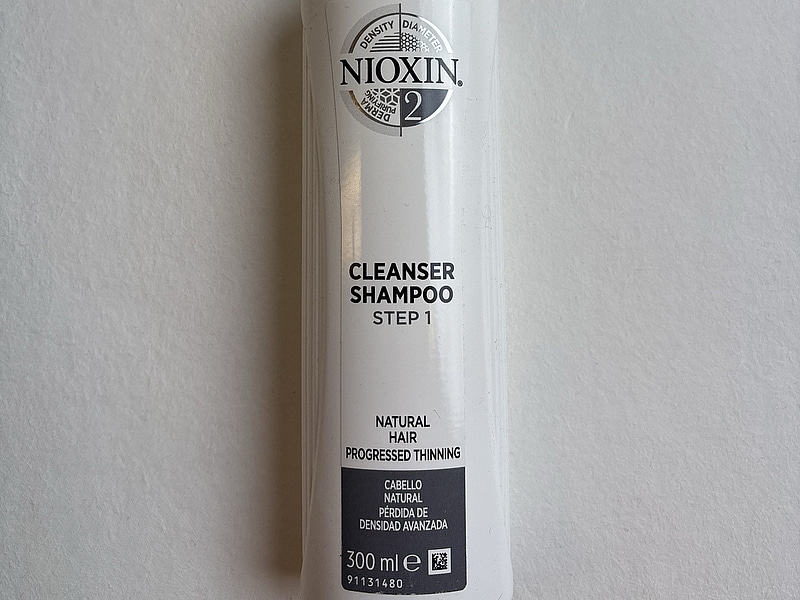 DENSITY DIAMETER
NIOXIN®
DERMA
PURIFYING
2
CLEANSER
SHAMPOO
STEP 1
NATURAL
HAIR
PROGRESSED THINNING
CABELLO
NATURAL
PÉRDIDA DE
DENSIDAD AVANZADA
300 ml ℮
91131480